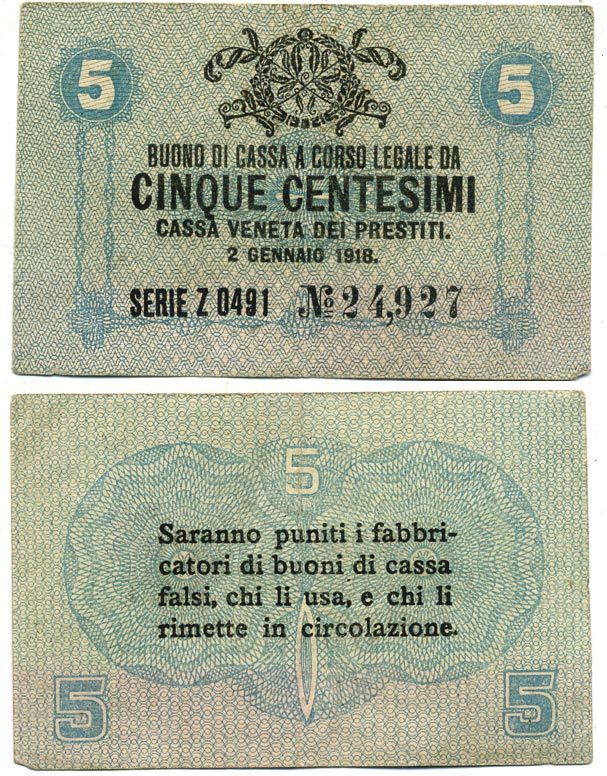 5 5
BUONO DI CASSA A CORSO LEGALE DA
CINQUE CENTESIMI
CASSA VENETA DEI PRESTITI.
2 GENNAIO 1918.
SERIE Z 0491 № 24,927
5
Saranno puniti i fabbri-
catori di buoni di cassa
falsi, chi li usa, e chi li
rimette in circolazione.
5 5